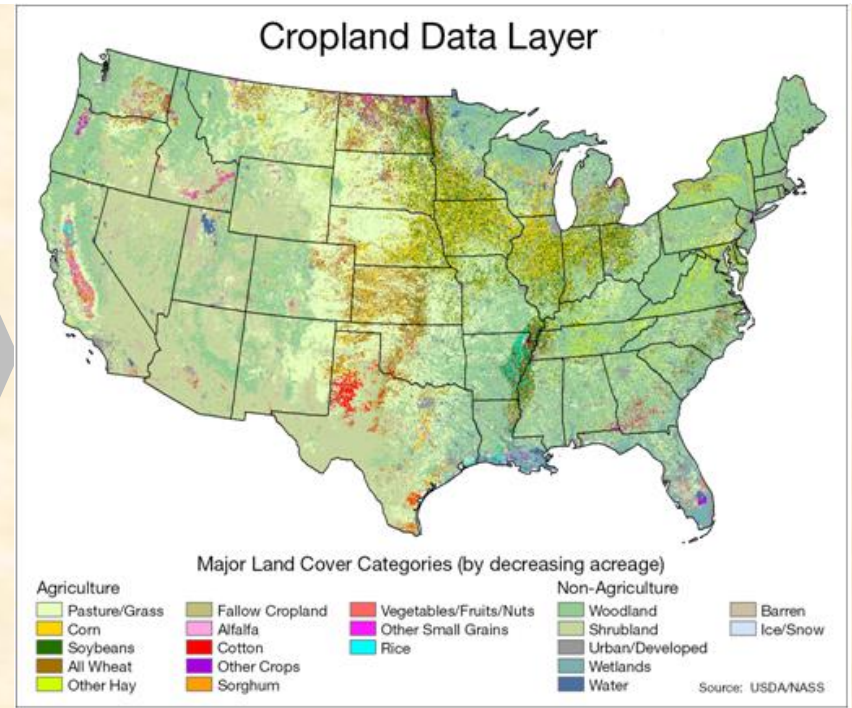 Cropland Data Layer
Major Land Cover Categories (by decreasing acreage)
Agriculture
Pasture/Grass
Corn
Soybeans
All Wheat
Other Hay
Fallow Cropland
Alfalfa
Cotton
Other Crops
Sorghum
Vegetables/Fruits/Nuts
Other Small Grains
Rice
Non-Agriculture
Woodland
Shrubland
Urban/Developed
Wetlands
Water
Barren
Ice/Snow
Source: USDA/NASS